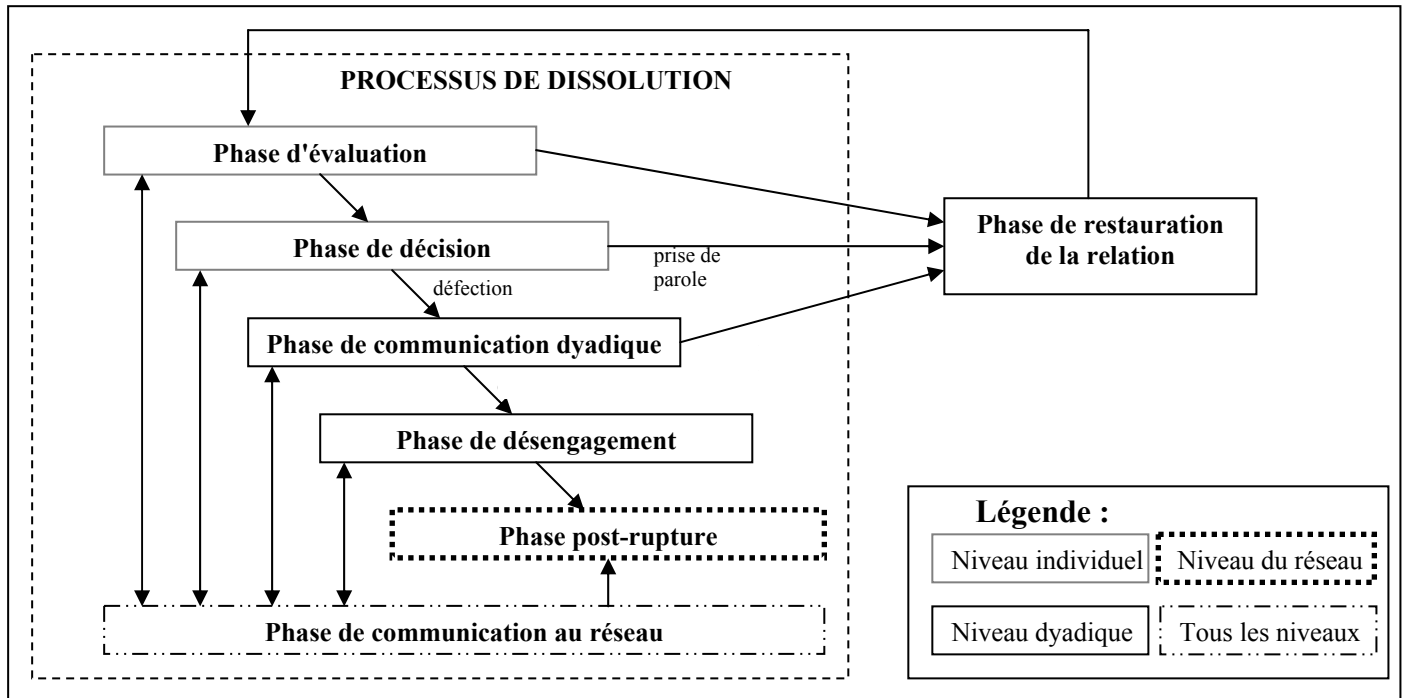 PROCESSUS DE DISSOLUTION
Phase d'évaluation
Phase de décision
prise de
parole
défection
Phase de restauration
de la relation
Phase de communication dyadique
Phase de désengagement
Phase post-rupture
Phase de communication au réseau
Légende :
Niveau individuel
Niveau du réseau
Niveau dyadique
Tous les niveaux